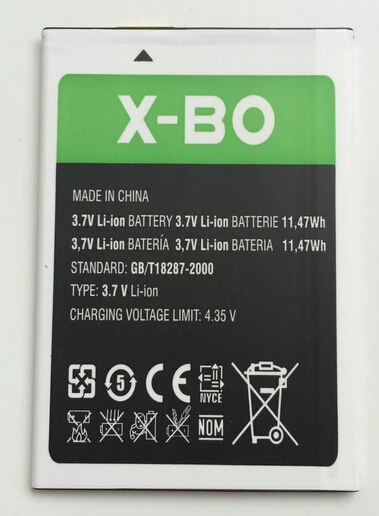 X-BO
MADE IN CHINA
3.7V Li-ion BATTERY 3.7V Li-ion BATTERIE 11,47Wh
3,7V Li-ion BATERÍA 3,7V Li-ion BATERIA 11,47Wh
STANDARD: GB/T18287-2000
TYPE: 3.7 V Li-ion
CHARGING VOLTAGE LIMIT: 4.35 V
5 CE NYCE
NOM